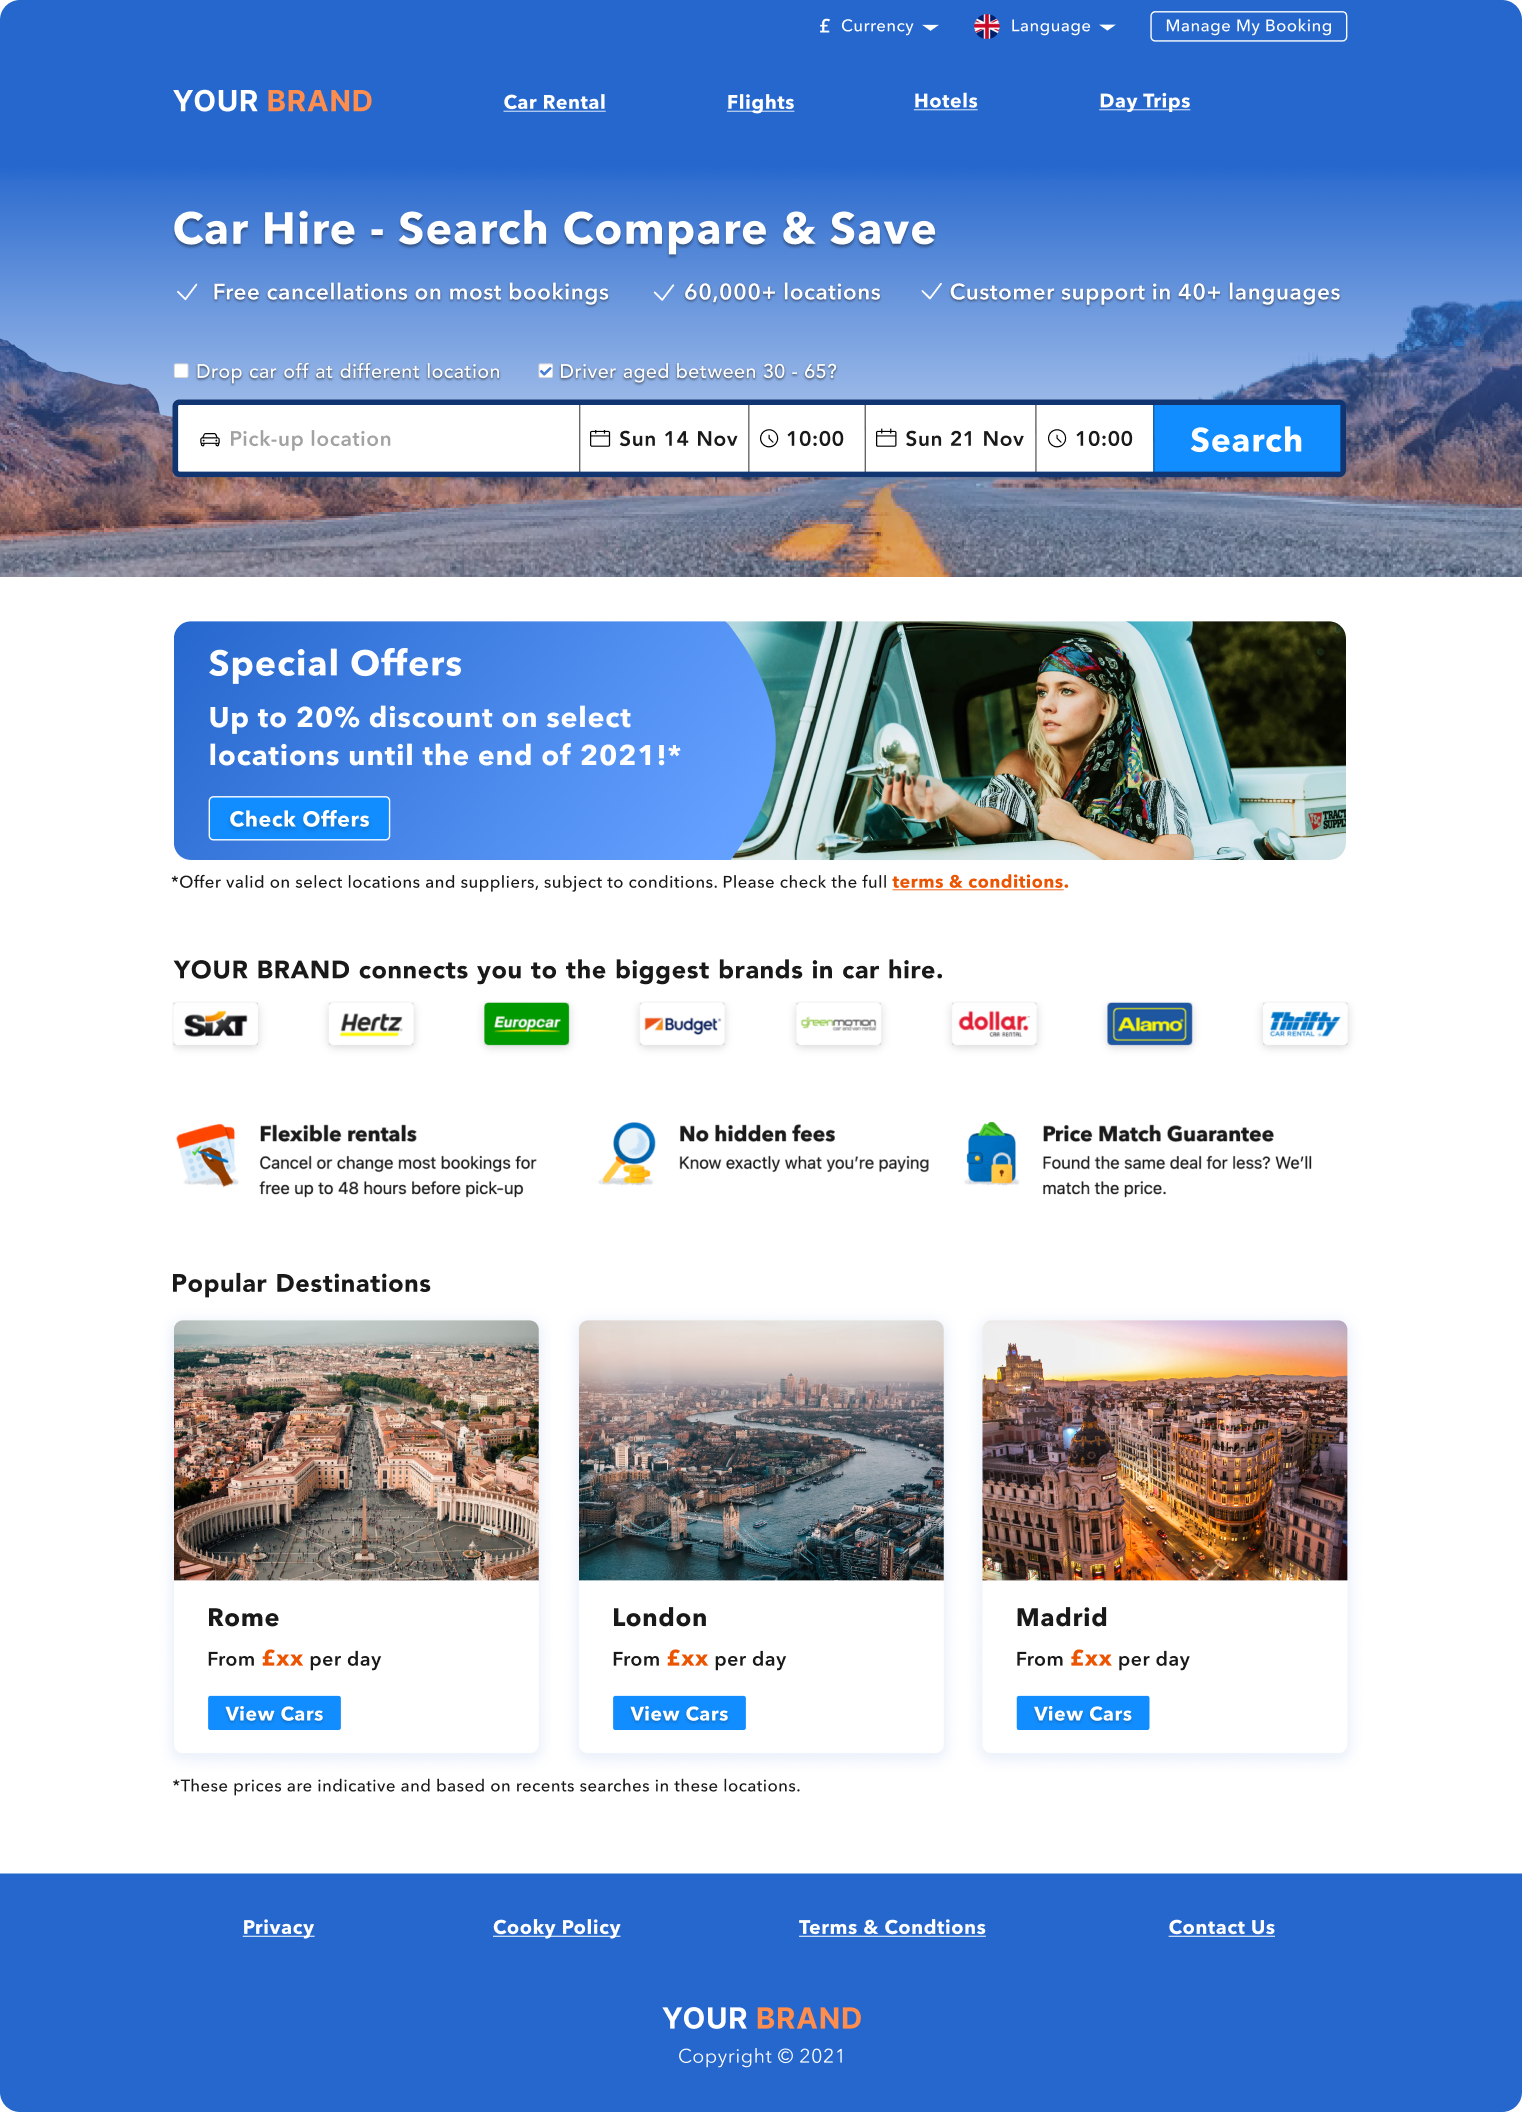 £ Currency Language Manage My Booking
YOUR BRAND Car Rental Flights Hotels Day Trips
Car Hire - Search Compare & Save
Free cancellations on most bookings 60,000+ locations Customer support in 40+ languages
Drop car off at different location Driver aged between 30 - 65?
Pick-up location Sun 14 Nov 10:00 Sun 21 Nov 10:00 Search
Special Offers
Up to 20% discount on select
locations until the end of 2021!*
Check Offers
TRACTOR
SUPPLY
*Offer valid on select locations and suppliers, subject to conditions. Please check the full terms & conditions.
YOUR BRAND connects you to the biggest brands in car hire.
SIXT Hertz Europcar Budget greenmotion car and van rental dollar. CAR RENTAL Alamo Thrifty CAR RENTAL
Flexible rentals
Cancel or change most bookings for
free up to 48 hours before pick-up
No hidden fees
Know exactly what you're paying
Price Match Guarantee
Found the same deal for less? We'll
match the price.
Popular Destinations
Rome
From £xx per day
View Cars
London
From £xx per day
View Cars
Madrid
From £xx per day
View Cars
*These prices are indicative and based on recents searches in these locations.
Privacy Cooky Policy Terms & Condtions Contact Us
YOUR BRAND
Copyright © 2021